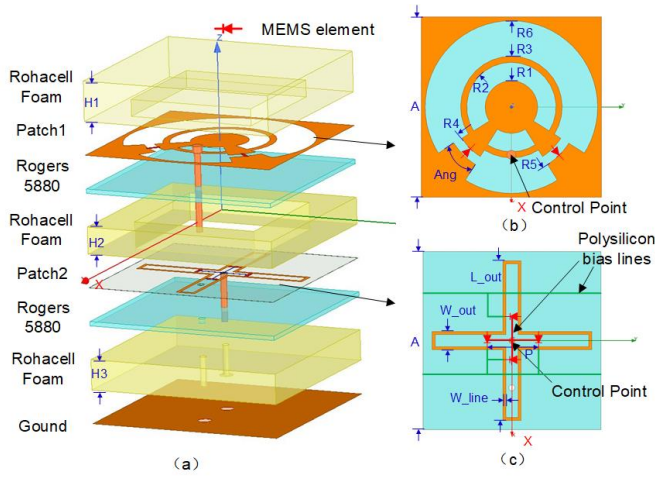 MEMS element
z
Rohacell
Foam
H1
Patch1
Rogers
5880
Rohacell
Foam
H2
Patch2
X
Rogers
5880
Rohacell
Foam
H3
Gound
（a）
A
R6
R3
R1
R2
R4
R5
Ang
X
Control Point
（b）
Polysilicon
bias lines
L_out
W_out
A
P
Control Point
W_line
X
（c）